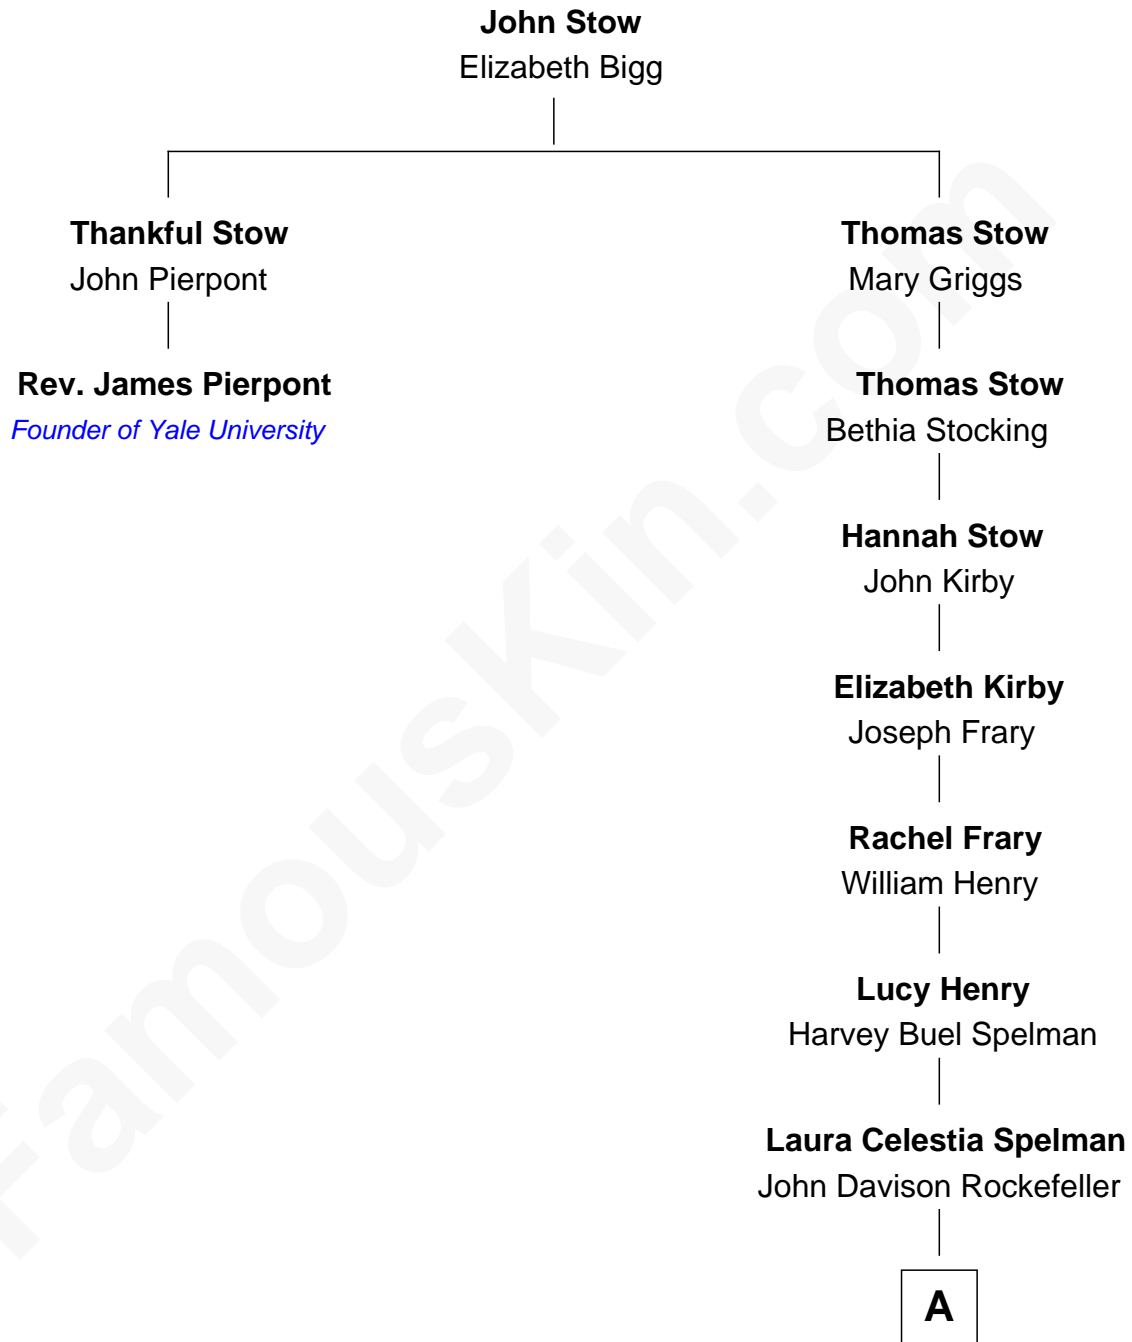 John Stow
Elizabeth Bigg
Thankful Stow
John Pierpont
Rev. James Pierpont
Founder of Yale University
Thomas Stow
Mary Griggs
Thomas Stow
Bethia Stocking
Hannah Stow
John Kirby
Elizabeth Kirby
Joseph Frary
Rachel Frary
William Henry
Lucy Henry
Harvey Buel Spelman
Laura Celestia Spelman
John Davison Rockefeller
A
FamousKin.com